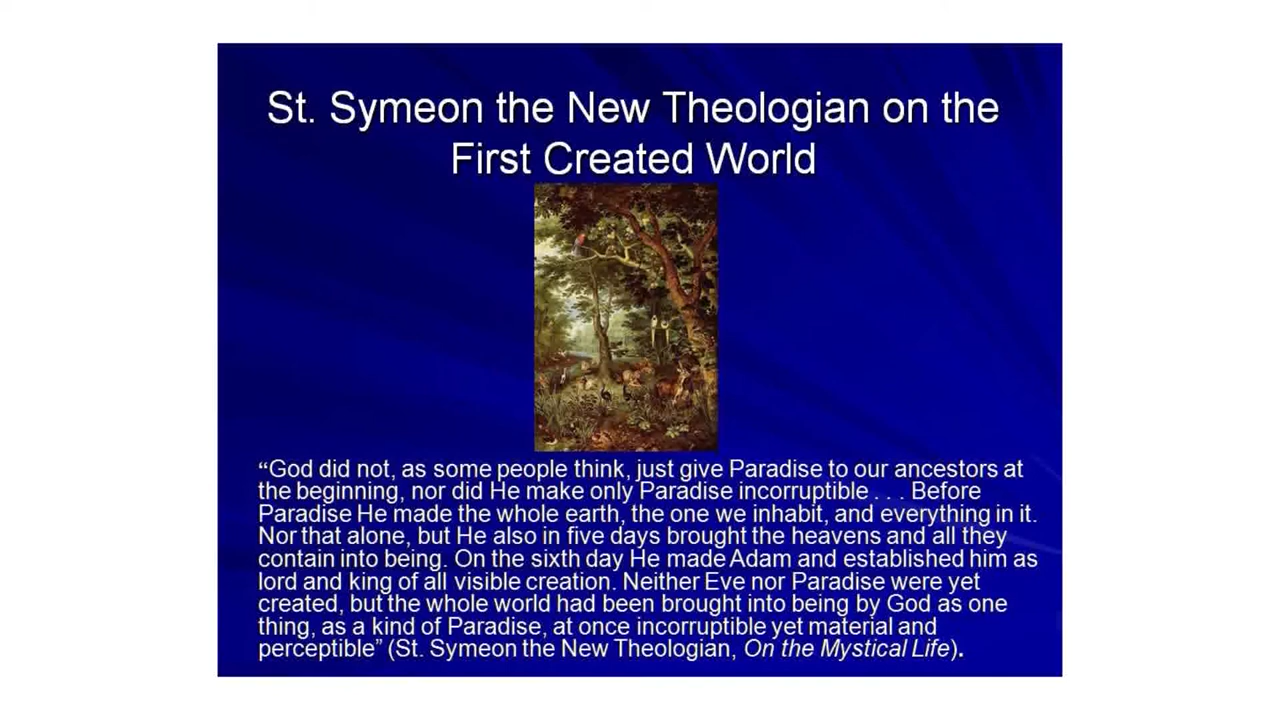 St. Symeon the New Theologian on the
First Created World
“God did not, as some people think, just give Paradise to our ancestors at
the beginning, nor did He make only Paradise incorruptible . . . Before
Paradise He made the whole earth, the one we inhabit, and everything in it.
Nor that alone, but He also in five days brought the heavens and all they
contain into being. On the sixth day He made Adam and established him as
lord and king of all visible creation. Neither Eve nor Paradise were yet
created, but the whole world had been brought into being by God as one
thing, as a kind of Paradise, at once incorruptible yet material and
perceptible” (St. Symeon the New Theologian, On the Mystical Life).